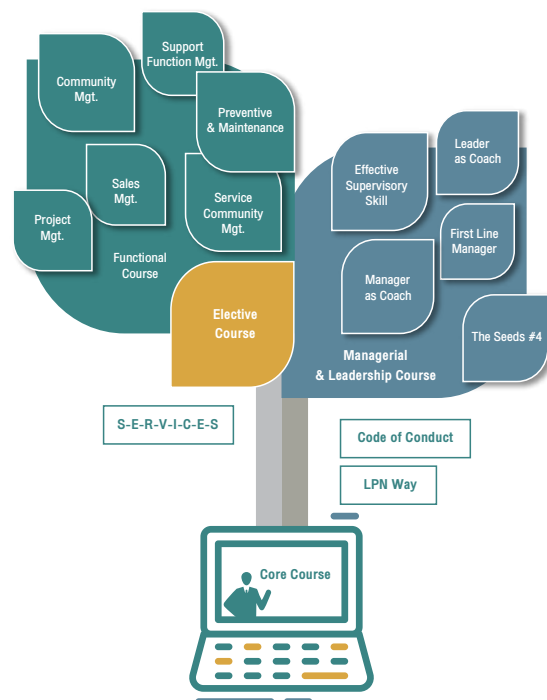 Support
Function Mgt.
Community
Mgt.
Preventive
& Maintenance
Sales
Mgt.
Service
Community
Mgt.
Project
Mgt.
Functional
Course
Elective
Course
Leader
as Coach
Effective
Supervisory
Skill
First Line
Manager
Manager
as Coach
The Seeds #4
Managerial
& Leadership Course
S-E-R-V-I-C-E-S
Code of Conduct
LPN Way
Core Course